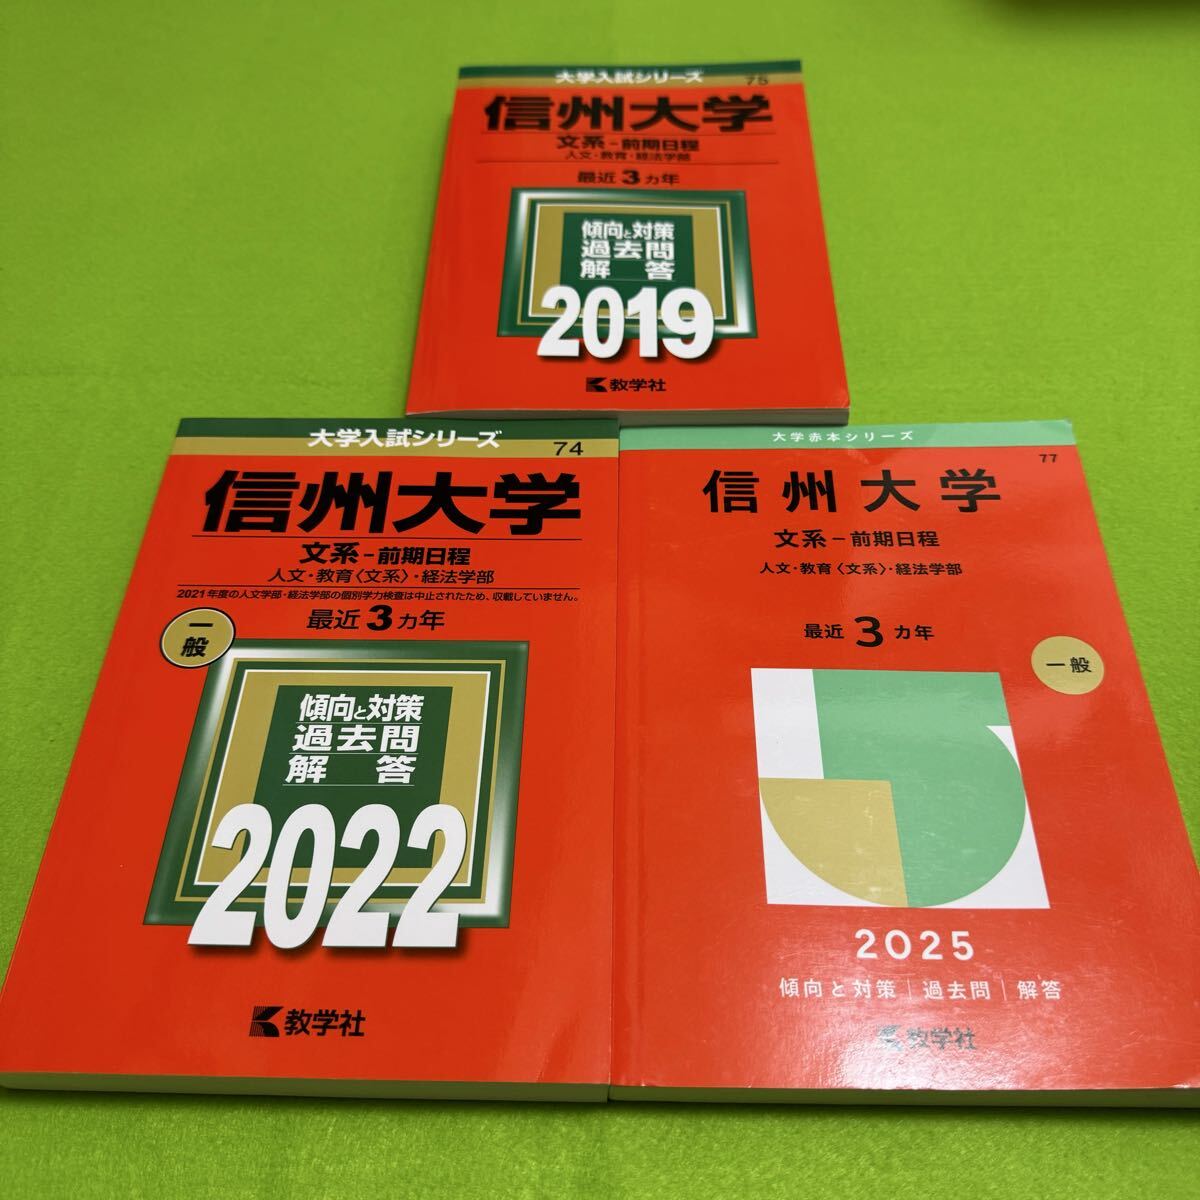 大学入試シリーズ
75
信州大学
文系-前期日程
人文・教育・経法学部
最近3カ年
傾向と対策
過去問
解答
2019
教学社
大学入試シリーズ
74
信州大学
文系-前期日程
人文・教育〈文系〉・経法学部
2021年度の人文学部・経法学部の個別学力検査は中止されたため、収載していません。
最近3カ年
一般
傾向と対策
過去問
解答
2022
教学社
大学赤本シリーズ
77
信州大学
文系-前期日程
人文・教育〈文系〉・経法学部
最近3カ年
一般
2025
傾向と対策|過去問|解答
教学社